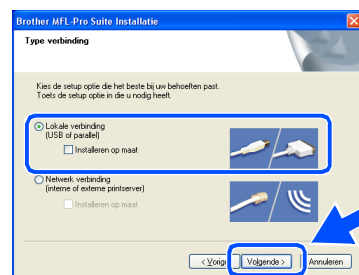 Brother MFL-Pro Suite Installatie
Type verbinding
Kies de setup optie die het beste bij uw behoeften past.
Toets de setup optie in die u nodig heeft.
Lokale verbinding
(USB of parallel)
Installeren op maat
Netwerk verbinding
(interne of externe printserver)
Installeren op maat
< Vorige Volgende > Annuleren